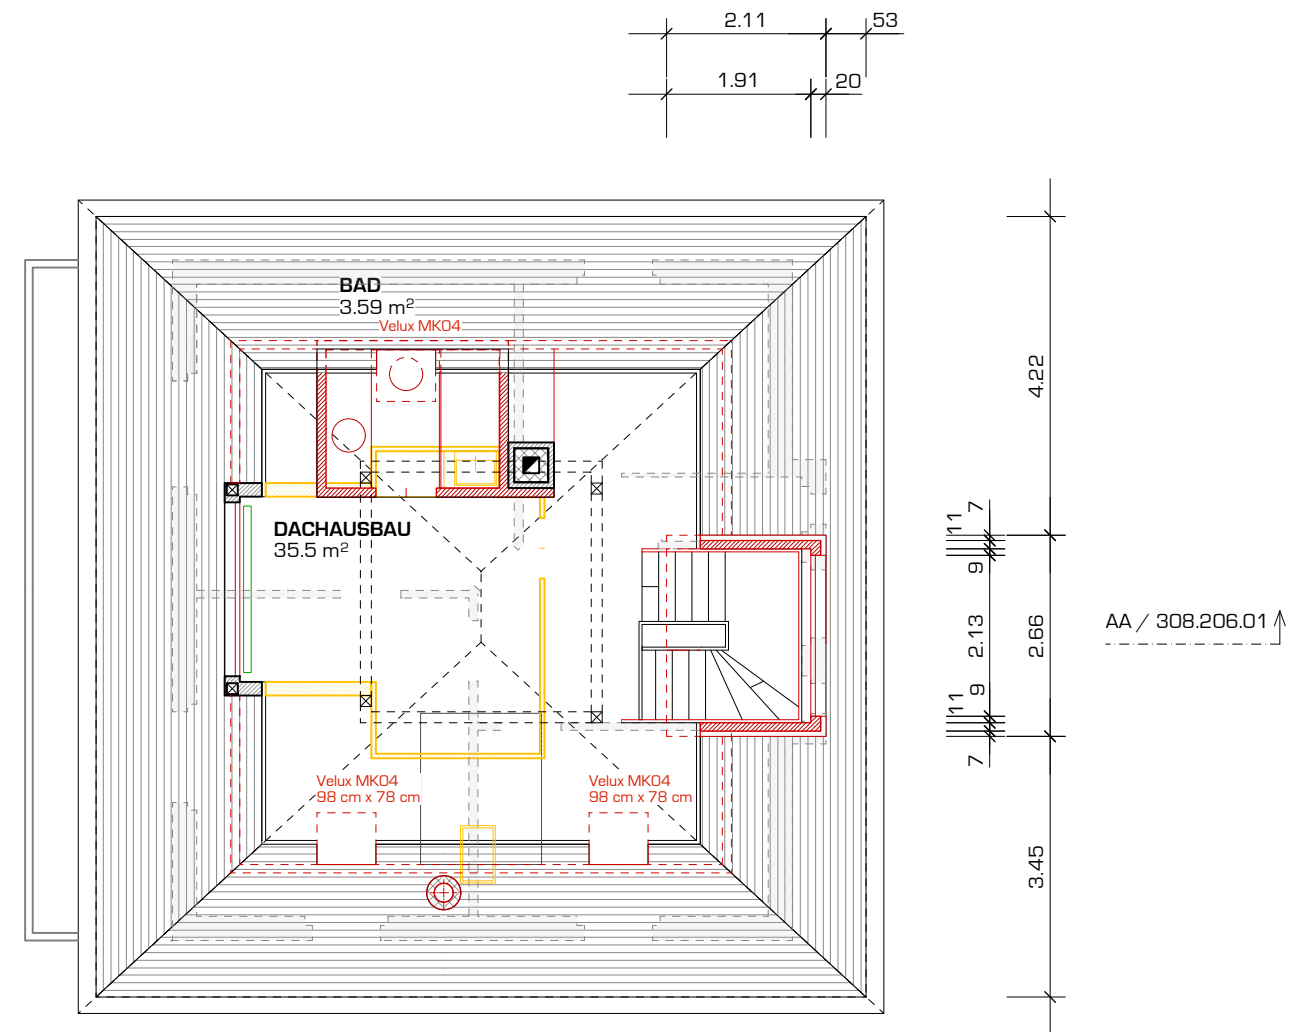 2.11 53
1.91 20
BAD
3.59 m²
Velux MK04
4.22
DACHAUSBAU
35.5 m²
7
11
9
2.13
2.66
9
11
7
AA / 308.206.01
Velux MK04
98 cm x 78 cm
Velux MK04
98 cm x 78 cm
3.45